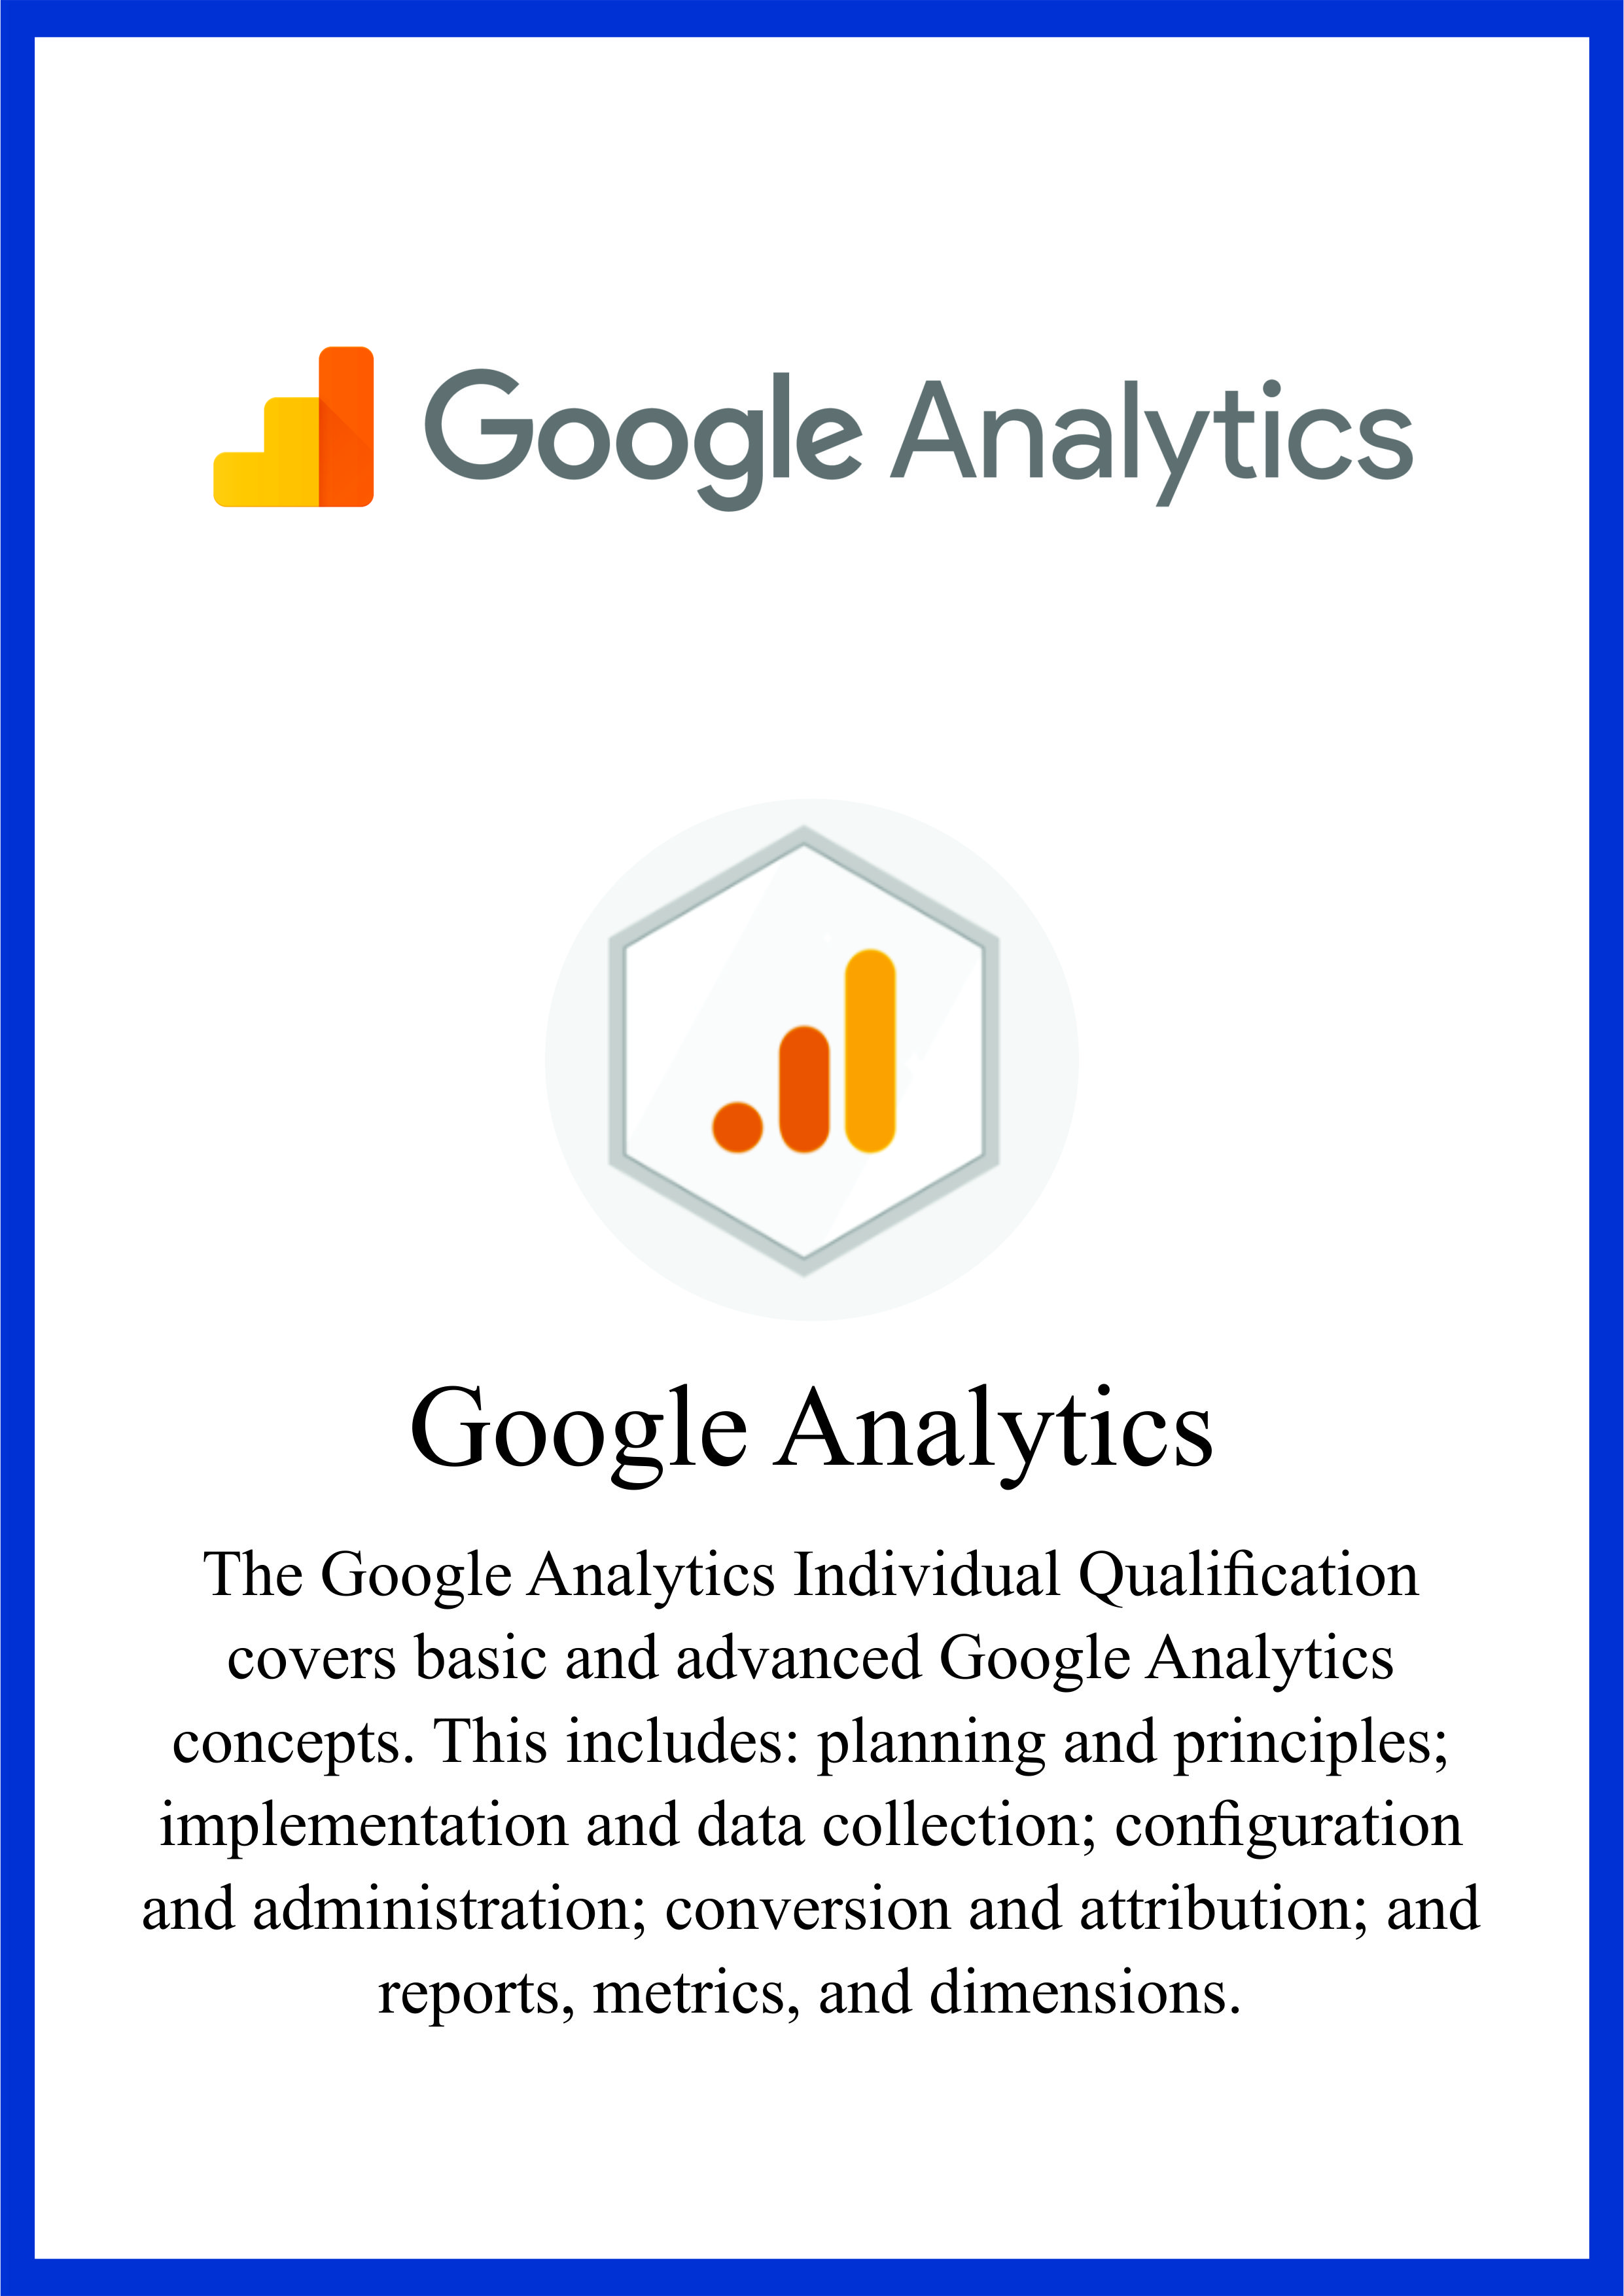 Google Analytics
Google Analytics
The Google Analytics Individual Qualification
covers basic and advanced Google Analytics
concepts. This includes: planning and principles;
implementation and data collection; configuration
and administration; conversion and attribution; and
reports, metrics, and dimensions.